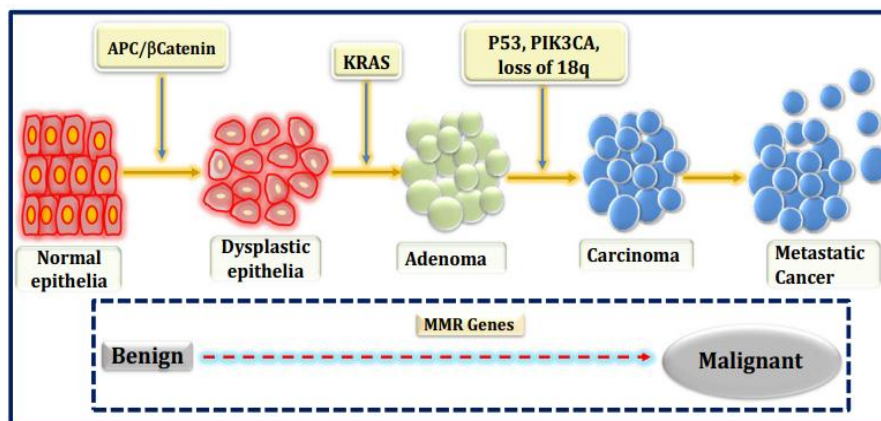 APC/βCatenin
KRAS
P53, PIK3CA,
loss of 18q
Normal
epithelia
Dysplastic
epithelia
Adenoma
Carcinoma
Metastatic
Cancer
MMR Genes
Benign
Malignant